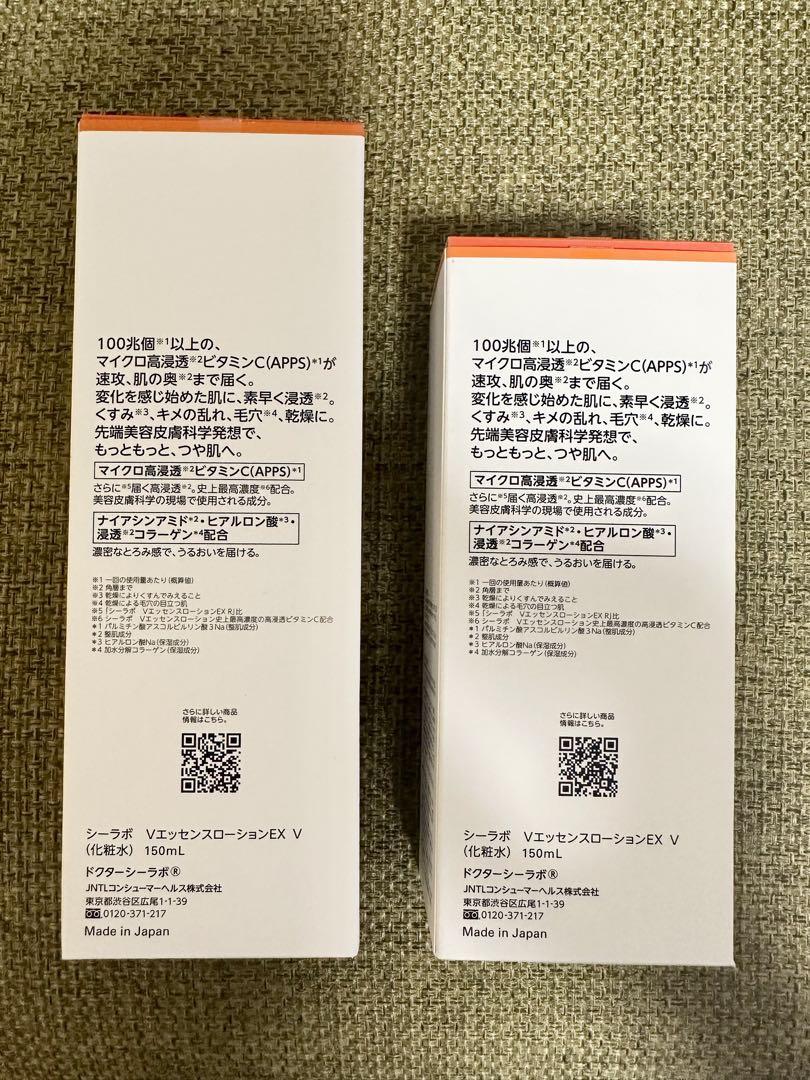 100兆個※1以上の、
マイクロ高浸透※2ビタミンC(APPS)*1が
速攻、肌の奥※2まで届く。
変化を感じ始めた肌に、素早く浸透※2。
くすみ※3、キメの乱れ、毛穴※4、乾燥に。
先端美容皮膚科学発想で、
もっともっと、つや肌へ。
マイクロ高浸透※2ビタミンC(APPS)*1
さらに※5届く高浸透※2。史上最高濃度※6配合。
美容皮膚科学の現場で使用される成分。
ナイアシンアミド*2・ヒアルロン酸*3・
浸透※2コラーゲン*4配合
濃密なとろみ感で、うるおいを届ける。
※1 一回の使用量あたり(概算値)
※2 角層まで
※3 乾燥によりくすんでみえること
※4 乾燥による毛穴の目立つ肌
※5「シーラボ VエッセンスローションEX R」比
※6 シーラボ Vエッセンスローション史上最高濃度の高浸透ビタミンC配合
*1 パルミチン酸アスコルビルリン酸3Na(整肌成分)
*2 整肌成分
*3 ヒアルロン酸Na(保湿成分)
*4 加水分解コラーゲン(保湿成分)
さらに詳しい商品
情報はこちら。
シーラボ VエッセンスローションEX V
(化粧水) 150mL
ドクターシーラボ®
JNTLコンシューマーヘルス株式会社
東京都渋谷区広尾1-1-39
0120-371-217
Made in Japan
100兆個※1以上の、
マイクロ高浸透※2ビタミンC(APPS)*1が
速攻、肌の奥※2まで届く。
変化を感じ始めた肌に、素早く浸透※2。
くすみ※3、キメの乱れ、毛穴※4、乾燥に。
先端美容皮膚科学発想で、
もっともっと、つや肌へ。
マイクロ高浸透※2ビタミンC(APPS)*1
さらに※5届く高浸透※2。史上最高濃度※6配合。
美容皮膚科学の現場で使用される成分。
ナイアシンアミド*2・ヒアルロン酸*3・
浸透※2コラーゲン*4配合
濃密なとろみ感で、うるおいを届ける。
※1 一回の使用量あたり(概算値)
※2 角層まで
※3 乾燥によりくすんでみえること
※4 乾燥による毛穴の目立つ肌
※5「シーラボ VエッセンスローションEX R」比
※6 シーラボ Vエッセンスローション史上最高濃度の高浸透ビタミンC配合
*1 パルミチン酸アスコルビルリン酸3Na(整肌成分)
*2 整肌成分
*3 ヒアルロン酸Na(保湿成分)
*4 加水分解コラーゲン(保湿成分)
さらに詳しい商品
情報はこちら。
シーラボ VエッセンスローションEX V
(化粧水) 150mL
ドクターシーラボ®
JNTLコンシューマーヘルス株式会社
東京都渋谷区広尾1-1-39
0120-371-217
Made in Japan